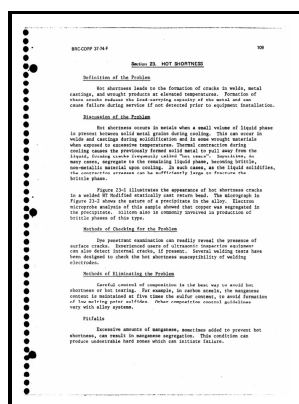 BRC-CORP 37-74-F 109
Section 23. HOT SHORTNESS
Definition of the Problem
Hot shortness leads to the formation of cracks in welds, metal
castings, and wrought products at elevated temperatures. Formation of
these cracks reduces the load-carrying capacity of the metal and can
cause failure during service if not detected prior to equipment installation.
Discussion of the Problem
Hot shortness occurs in metals when a small volume of liquid phase
is present between solid metal grains during cooling. This can occur in
welds and castings during solidification and in some wrought materials
when exposed to excessive temperatures. Thermal contraction during
cooling causes the previously formed solid metal to pull away from the
liquid, forming cracks frequently called "hot tears". Impurities, in
many cases, segregate to the remaining liquid phase, becoming brittle,
non-metallic material upon cooling. In such cases, as the liquid solidifies,
the contraction stresses can be sufficiently large to fracture the
brittle phase.
Figure 23-1 illustrates the appearance of hot shortness cracks
in a welded HT Modified statically cast return bend. The micrograph in
Figure 23-2 shows the nature of a precipitate in the alloy. Electron
microprobe analysis of this sample showed that copper was segregated in
the precipitate. Silicon also is commonly involved in production of
brittle phases of this type.
Methods of Checking for the Problem
Dye penetrant examination can readily reveal the presence of
surface cracks. Experienced users of ultrasonic inspection equipment
can also detect internal cracks, if present. Several welding tests have
been designed to check the hot shortness susceptibility of welding
electrodes.
Methods of Eliminating the Problem
Careful control of composition is the best way to avoid hot
shortness or hot tearing. For example, in carbon steels, the manganese
content is maintained at five times the sulfur content, to avoid formation
of low melting point sulfides. Other composition control guidelines
vary with alloy systems.
Pitfalls
Excessive amounts of manganese, sometimes added to prevent hot
shortness, can result in manganese segregation. This condition can
produce undesirable hard zones which can initiate failure.